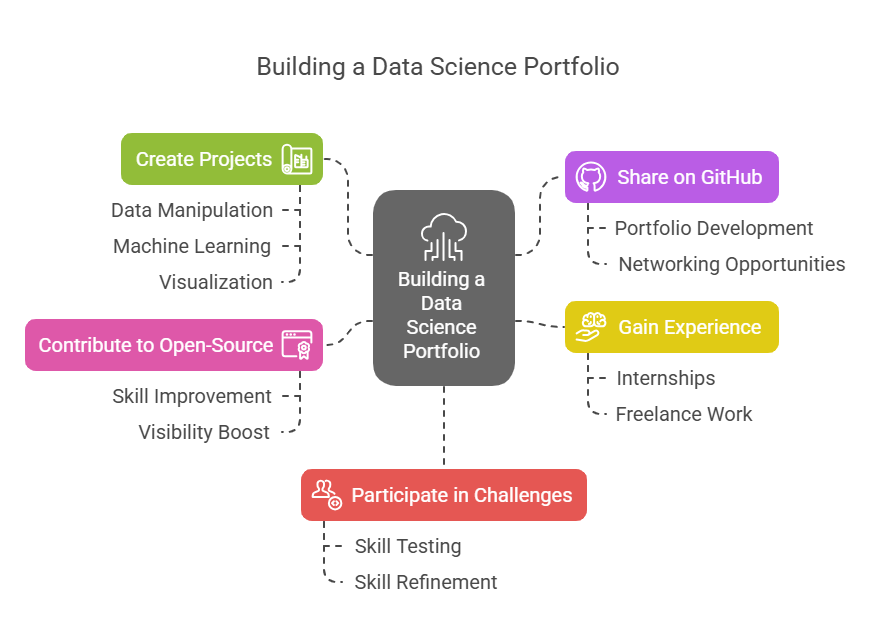 Building a Data Science Portfolio
Create Projects
Data Manipulation
Machine Learning
Visualization
Contribute to Open-Source
Skill Improvement
Visibility Boost
Building a
Data
Science
Portfolio
Share on GitHub
Portfolio Development
Networking Opportunities
Gain Experience
Internships
Freelance Work
Participate in Challenges
Skill Testing
Skill Refinement